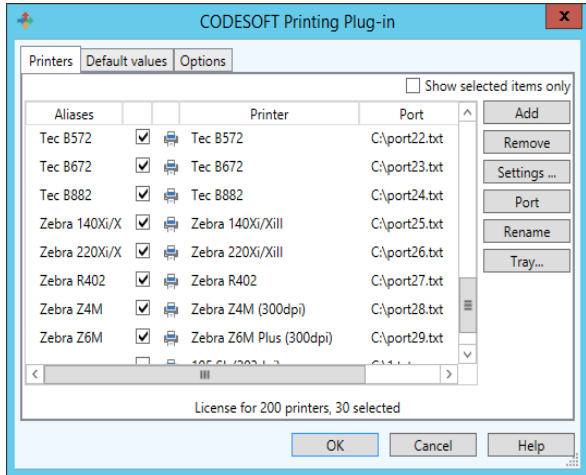 CODESOFT Printing Plug-in
x
Printers Default values Options
Show selected items only
Aliases Printer Port
Tec B572 Tec B572 C:\port22.txt
Tec B672 Tec B672 C:\port23.txt
Tec B882 Tec B882 C:\port24.txt
Zebra 140Xi/X Zebra 140Xi/XiII C:\port25.txt
Zebra 220Xi/X Zebra 220Xi/XiII C:\port26.txt
Zebra R402 Zebra R402 C:\port27.txt
Zebra Z4M Zebra Z4M (300dpi) C:\port28.txt
Zebra Z6M Zebra Z6M Plus (300dpi) C:\port29.txt
Add
Remove
Settings ...
Port
Rename
Tray...
License for 200 printers, 30 selected
OK Cancel Help